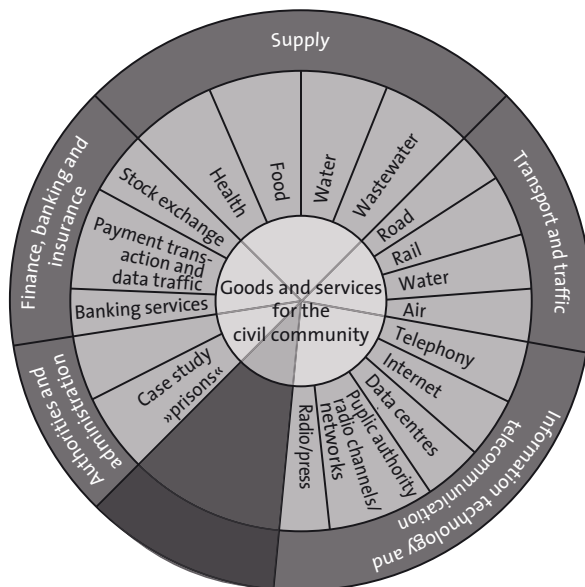 Supply
Transport and traffic
Information technology and
telecommunication
Authorities and
administration
Finance, banking and
insurance
Health
Food
Water
Wastewater
Road
Rail
Water
Air
Telephony
Internet
Data centres
Puplic authority
radio channels/
networks
Radio/press
Case study
»prisons«
Banking services
Payment trans-
action and
data traffic
Stock exchange
Goods and services
for the
civil community